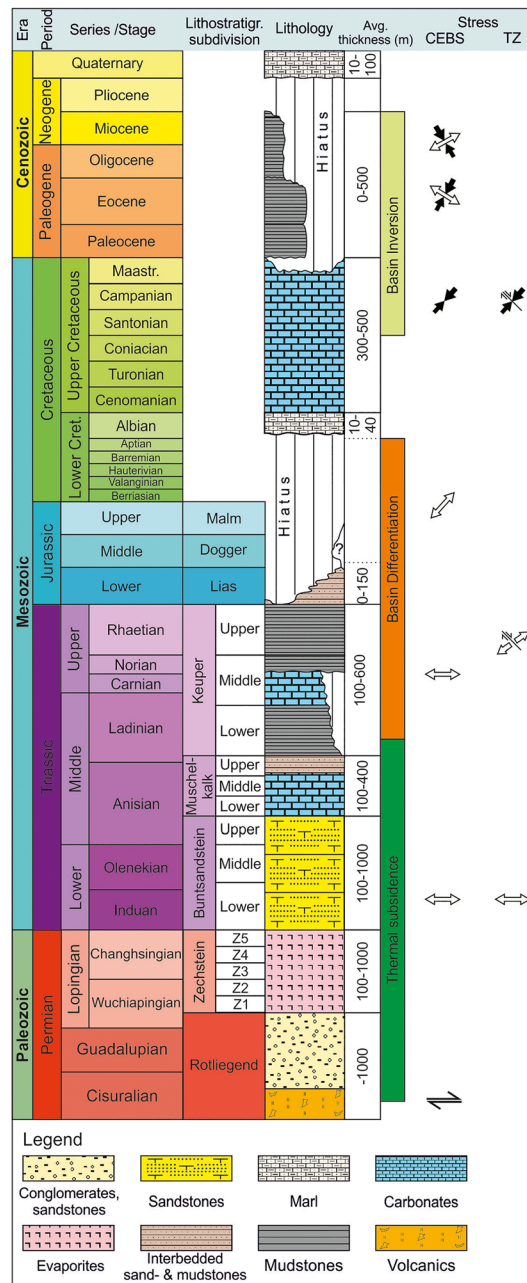 Era
Period
Series /Stage
Lithostratigr.
subdivision
Lithology
Avg.
thickness (m)
Stress
CEBS
TZ
Cenozoic
Neogene
Paleogene
Quaternary
Pliocene
Miocene
Oligocene
Eocene
Paleocene
Hiatus
10-
100
0-500
Basin Inversion
Mesozoic
Cretaceous
Upper Cretaceous
Maastr.
Campanian
Santonian
Coniacian
Turonian
Cenomanian
300-500
Lower Cret.
Albian
Aptian
Barremian
Hauterivian
Valanginian
Berriasian
10-
40
Hiatus
Basin Differentiation
Jurassic
Upper
Malm
Middle
Dogger
?
Lower
Lias
0-150
Triassic
Upper
Rhaetian
Norian
Carnian
Keuper
Upper
Middle
Lower
100-600
Middle
Ladinian
Anisian
Muschel-
kalk
Upper
Middle
Lower
100-400
Thermal subsidence
Lower
Olenekian
Induan
Buntsandstein
Upper
Middle
Lower
100-1000
Paleozoic
Permian
Lopingian
Changhsingian
Wuchiapingian
Zechstein
Z5
Z4
Z3
Z2
Z1
100-1000
Guadalupian
Cisuralian
Rotliegend
-1000
Legend
Conglomerates,
sandstones
Sandstones
Marl
Carbonates
Evaporites
Interbedded
sand- & mudstones
Mudstones
Volcanics